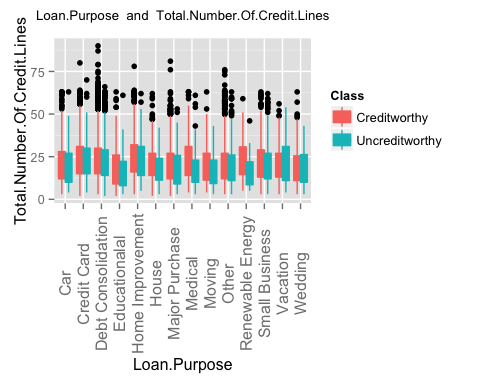 Loan.Purpose and Total.Number.Of.Credit.Lines
Total.Number.Of.Credit.Lines
75
50
25
0
Car
Credit Card
Debt Consolidation
Educationalal
Home Improvement
House
Major Purchase
Medical
Moving
Other
Renewable Energy
Small Business
Vacation
Wedding
Loan.Purpose
Class
Creditworthy
Uncreditworthy